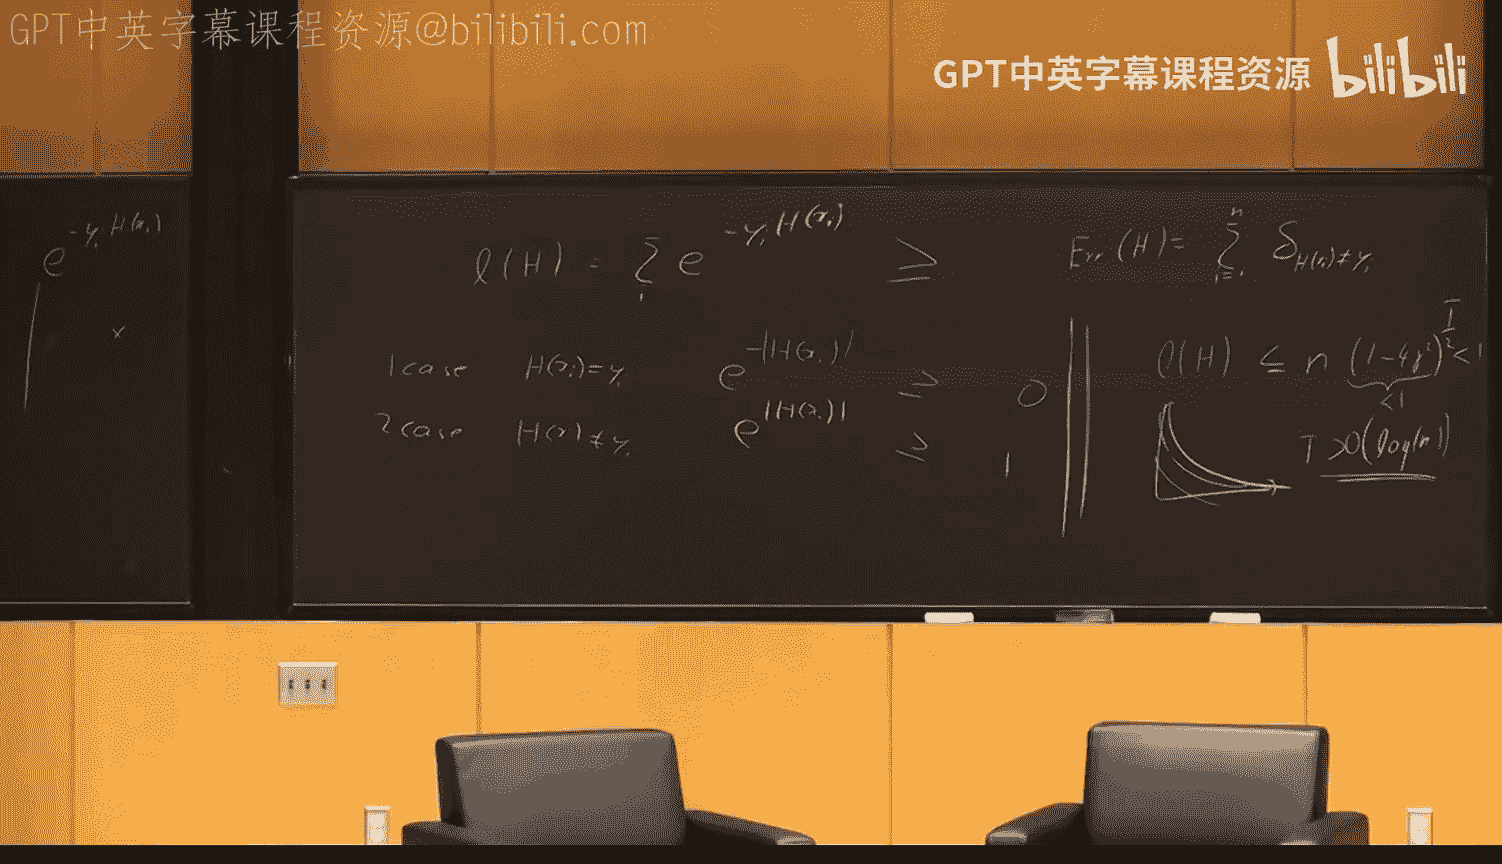 GPT中英字幕课程资源@bilibili.com
GPT中英字幕课程资源 bilibili
e^{-y_i H(x_i)}
x
ℓ(H) = Σ_i e^{-y_i H(x_i)} ≥ Err(H) = Σ_{i=1}^{n} δ_{H(x_i)≠y_i}
1 case H(x_i)=y_i e^{-|H(x_i)|} ≥ 0
2 case H(x)≠y_i e^{|H(x_i)|} ≥ 1
ℓ(H) ≤ n (1-4γ²)^{T/2} < 1
<1
T > O(log(n))